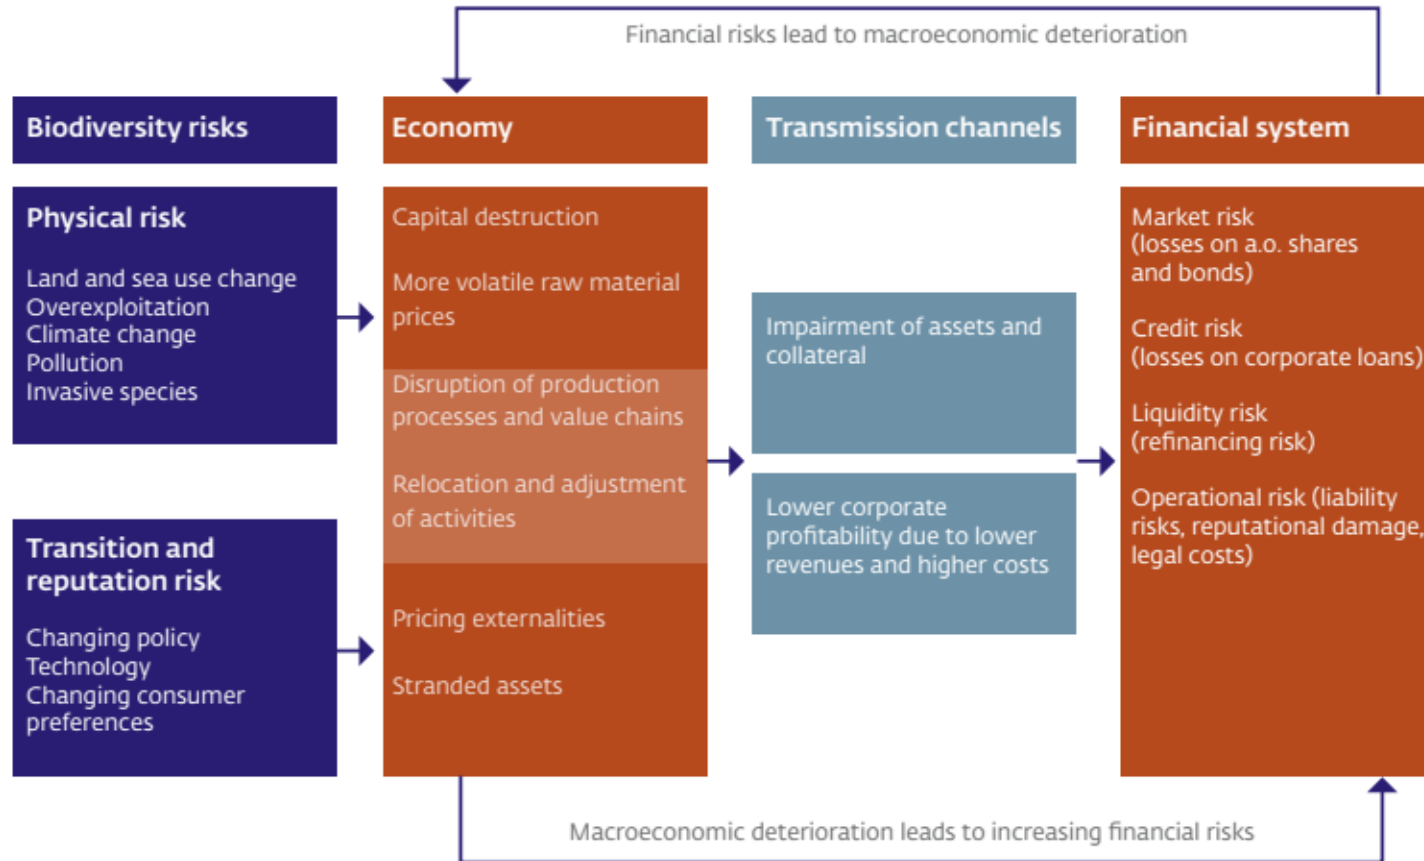 Financial risks lead to macroeconomic deterioration
Biodiversity risks
Economy
Transmission channels
Financial system
Physical risk
Land and sea use change
Overexploitation
Climate change
Pollution
Invasive species
Transition and
reputation risk
Changing policy
Technology
Changing consumer
preferences
Capital destruction
More volatile raw material
prices
Disruption of production
processes and value chains
Relocation and adjustment
of activities
Pricing externalities
Stranded assets
Impairment of assets and
collateral
Lower corporate
profitability due to lower
revenues and higher costs
Market risk
(losses on a.o. shares
and bonds)
Credit risk
(losses on corporate loans)
Liquidity risk
(refinancing risk)
Operational risk (liability
risks, reputational damage,
legal costs)
Macroeconomic deterioration leads to increasing financial risks